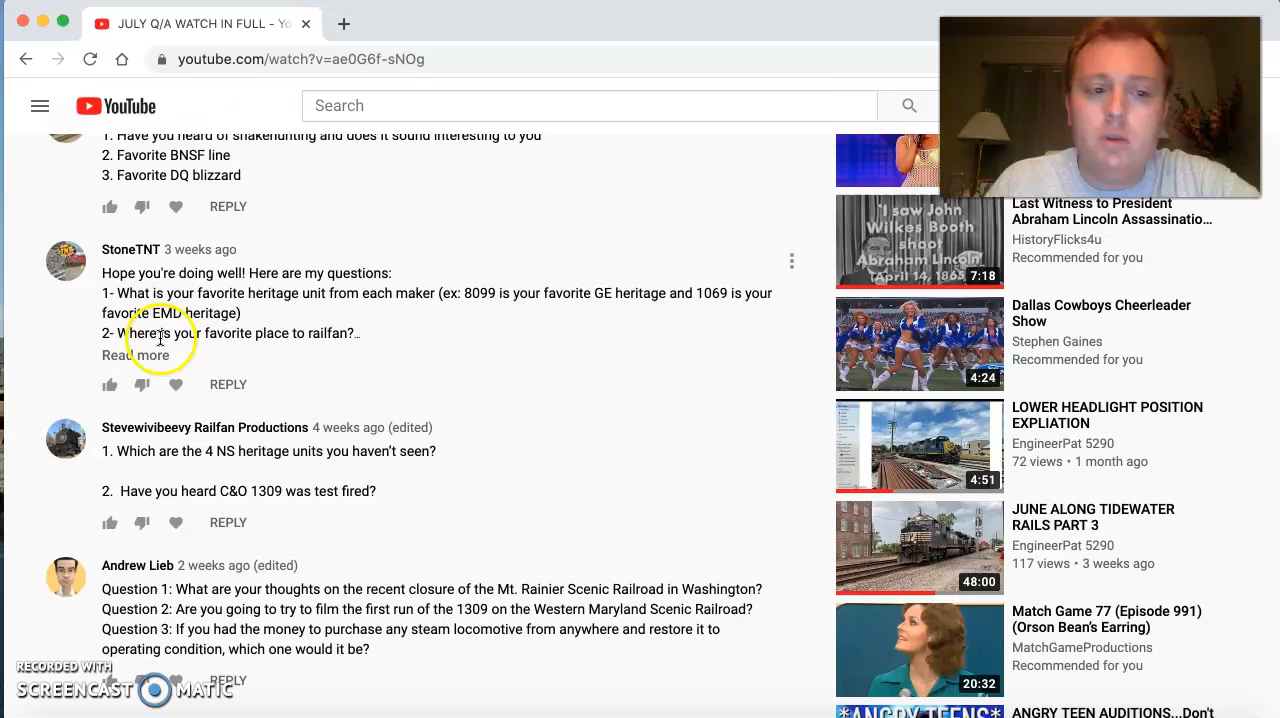 JULY Q/A WATCH IN FULL - Yo
youtube.com/watch?v=ae0G6f-sNOg
YouTube
Search
1. Have you heard of snakehunting and does it sound interesting to you
2. Favorite BNSF line
3. Favorite DQ blizzard
REPLY
StoneTNT 3 weeks ago
Hope you're doing well! Here are my questions:
1- What is your favorite heritage unit from each maker (ex: 8099 is your favorite GE heritage and 1069 is your
favorite EMD heritage)
2- Where is your favorite place to railfan?...
Read more
REPLY
Stevewivibeevy Railfan Productions 4 weeks ago (edited)
1. Which are the 4 NS heritage units you haven't seen?
2. Have you heard C&O 1309 was test fired?
REPLY
Andrew Lieb 2 weeks ago (edited)
Question 1: What are your thoughts on the recent closure of the Mt. Rainier Scenic Railroad in Washington?
Question 2: Are you going to try to film the first run of the 1309 on the Western Maryland Scenic Railroad?
Question 3: If you had the money to purchase any steam locomotive from anywhere and restore it to
operating condition, which one would it be?
REPLY
RECORDED WITH
SCREENCAST MATIC
"I saw John
Wilkes Booth
shoot
Abraham Lincoln
April 14, 1865
7:18
Last Witness to President
Abraham Lincoln Assassinatio...
HistoryFlicks4u
Recommended for you
4:24
Dallas Cowboys Cheerleader
Show
Stephen Gaines
Recommended for you
4:51
LOWER HEADLIGHT POSITION
EXPLIATION
EngineerPat 5290
72 views • 1 month ago
48:00
JUNE ALONG TIDEWATER
RAILS PART 3
EngineerPat 5290
117 views • 3 weeks ago
20:32
Match Game 77 (Episode 991)
(Orson Bean's Earring)
MatchGameProductions
Recommended for you
*ANGRY TEENS*
ANGRY TEEN AUDITIONS...Don't